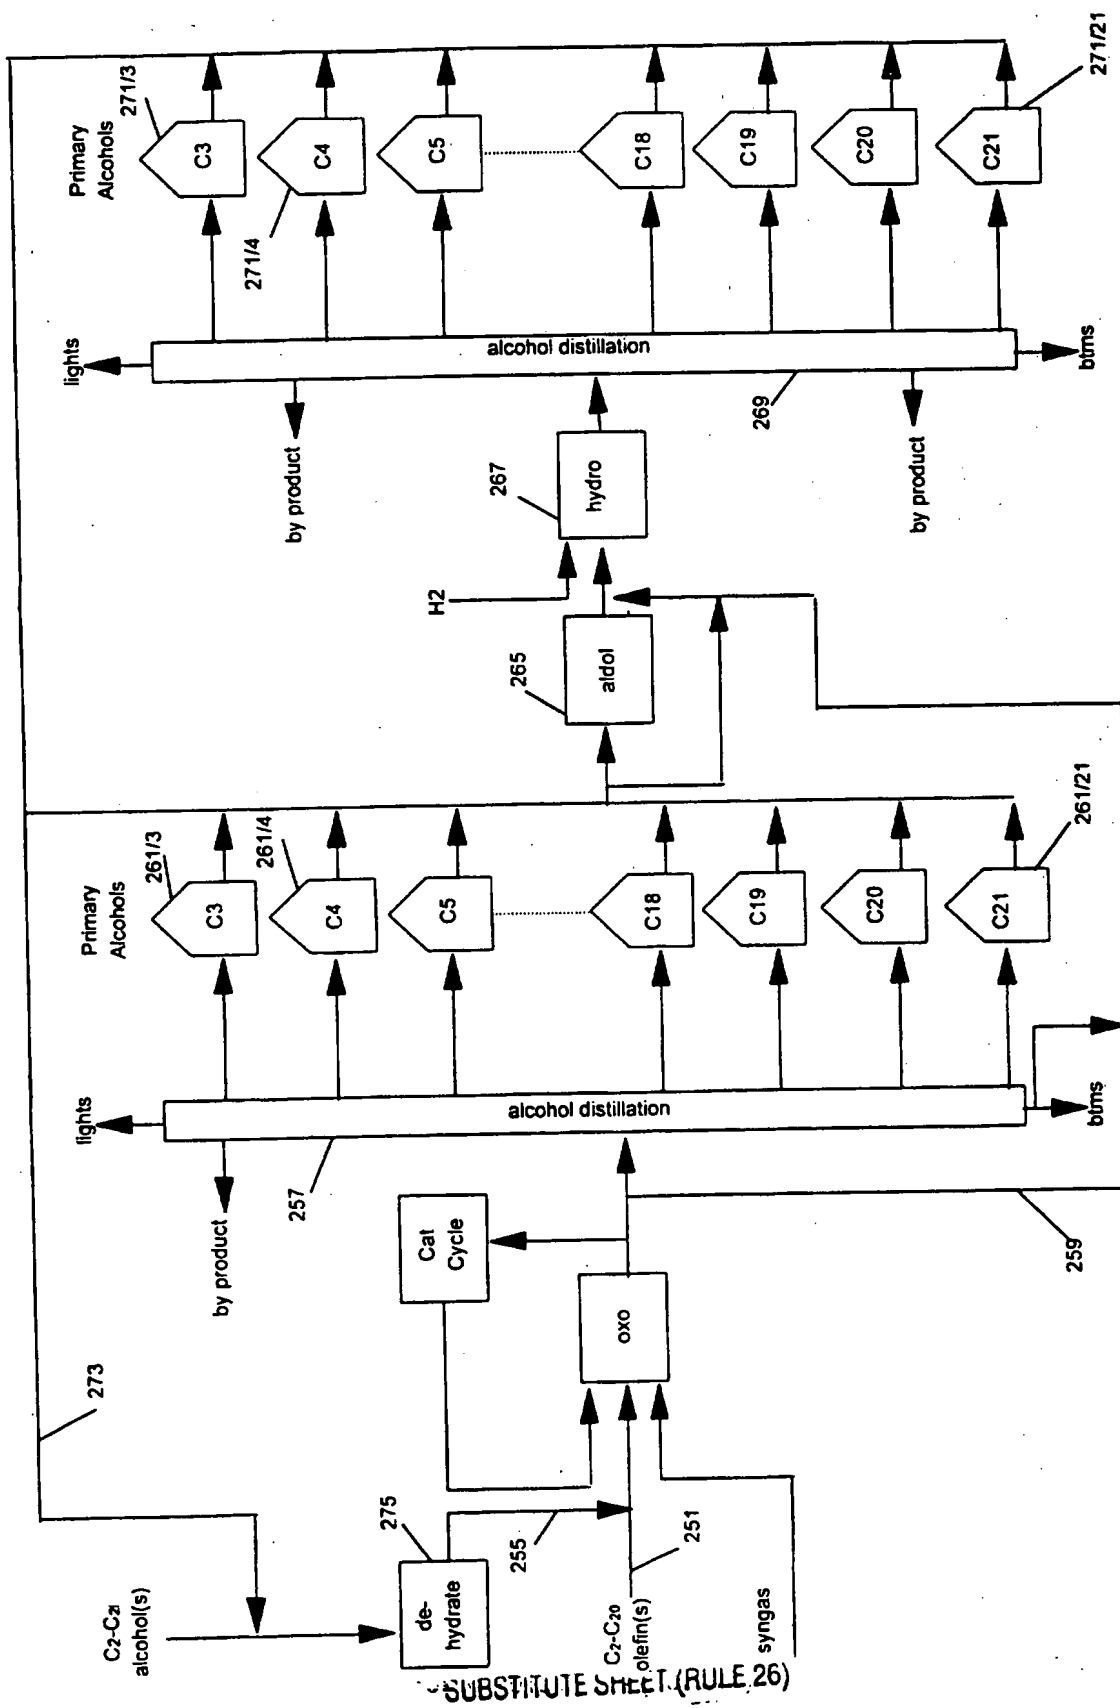 C2-C21
alcohol(s)
273
de-
hydrate
275
255
C2-C20
olefin(s)
251
syngas
Cat
Cycle
oxo
259
by product
lights
257
alcohol distillation
btms
Primary
Alcohols
C3
261/3
C4
261/4
C5
C18
C19
C20
C21
261/21
aldol
265
H2
hydro
267
by product
lights
alcohol distillation
269
by product
btms
Primary
Alcohols
C3
271/3
C4
271/4
C5
C18
C19
C20
C21
271/21
SUBSTITUTE SHEET (RULE 26)